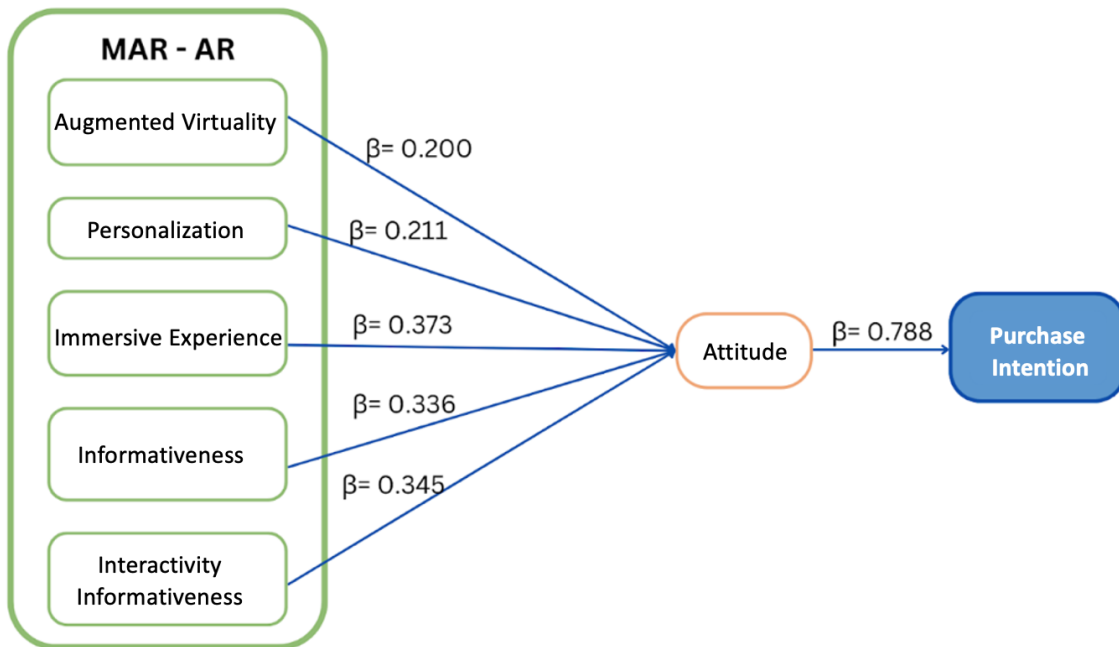 MAR - AR
Augmented Virtuality
β= 0.200
Personalization
β= 0.211
Immersive Experience
β= 0.373
Attitude
β= 0.788
Purchase
Intention
β= 0.336
Informativeness
β= 0.345
Interactivity
Informativeness